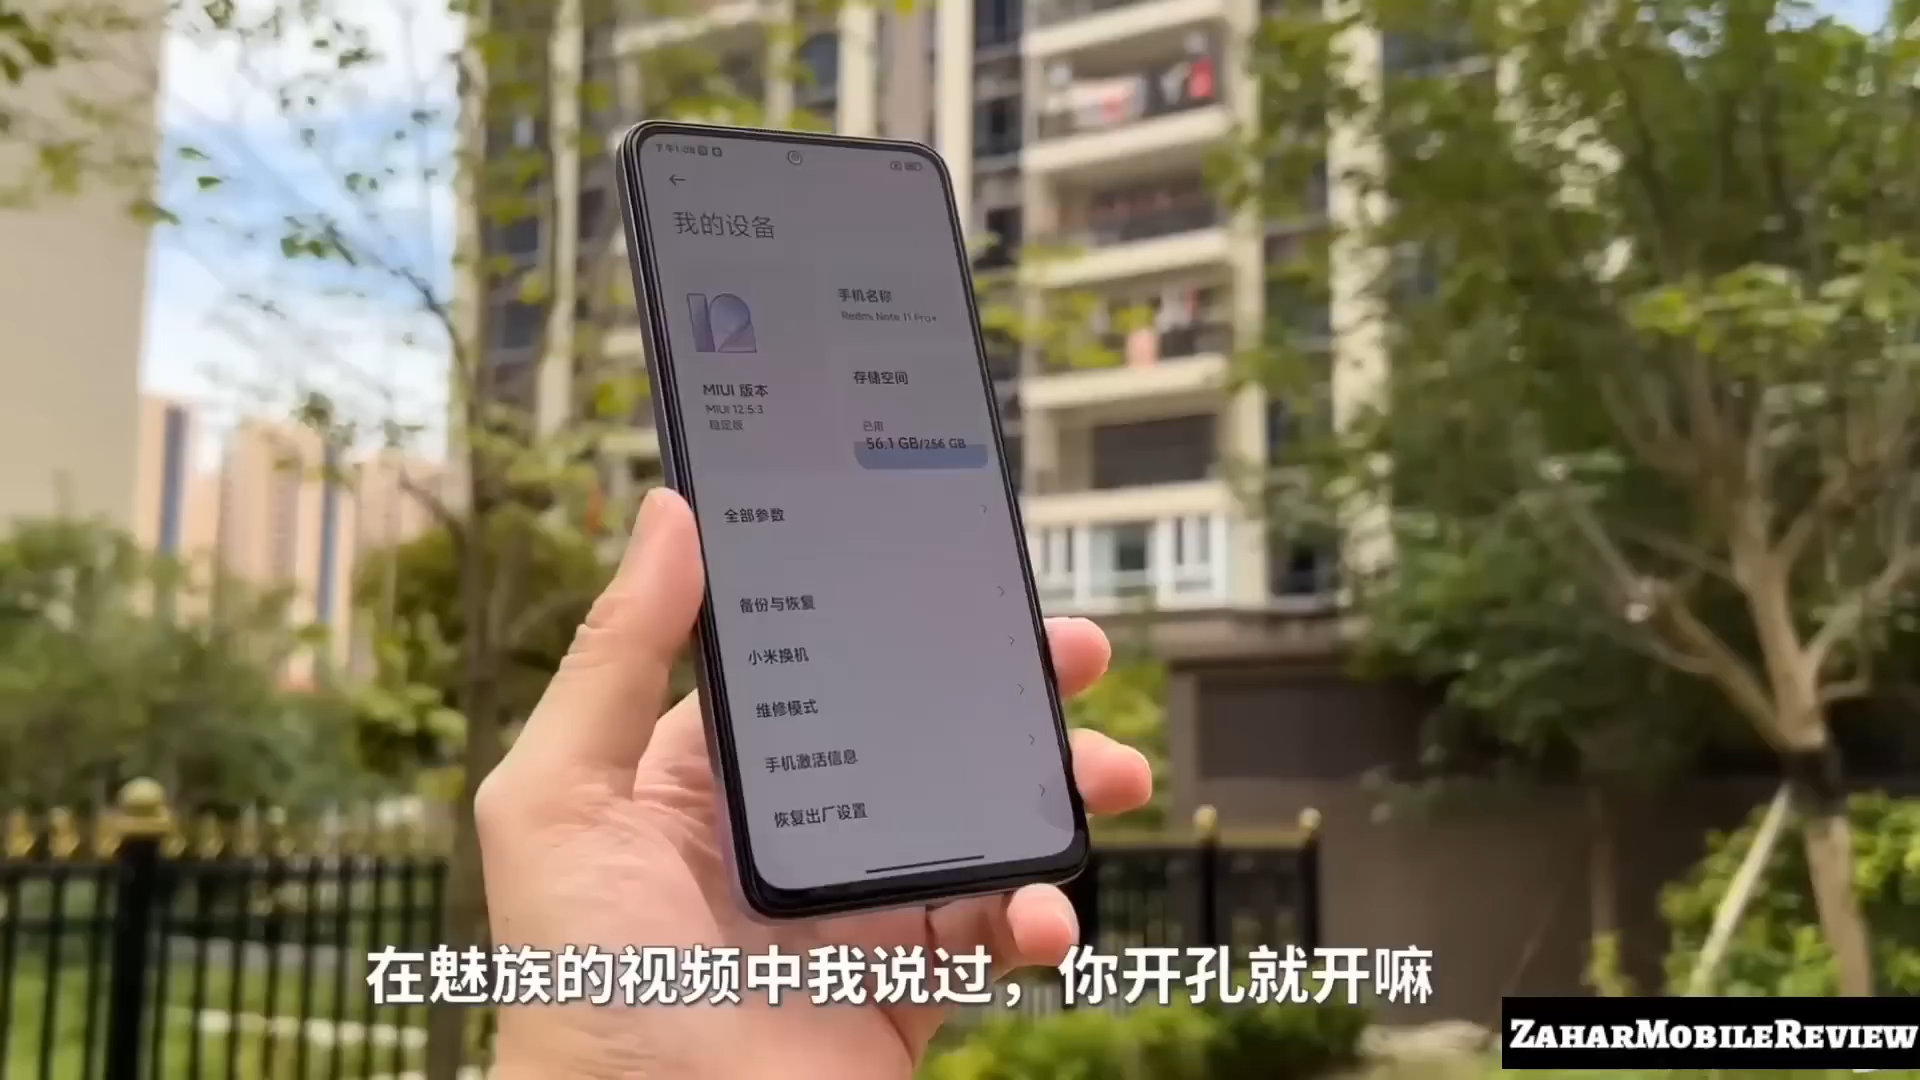 下午1:08
我的设备
手机名称
Redmi Note 11 Pro+
MIUI 版本
MIUI 12.5.3
稳定版
存储空间
已用
56.1 GB/256 GB
全部参数
备份与恢复
小米换机
维修模式
手机激活信息
恢复出厂设置
在魅族的视频中我说过，你开孔就开嘛
ZAHARMOBILEREVIEW